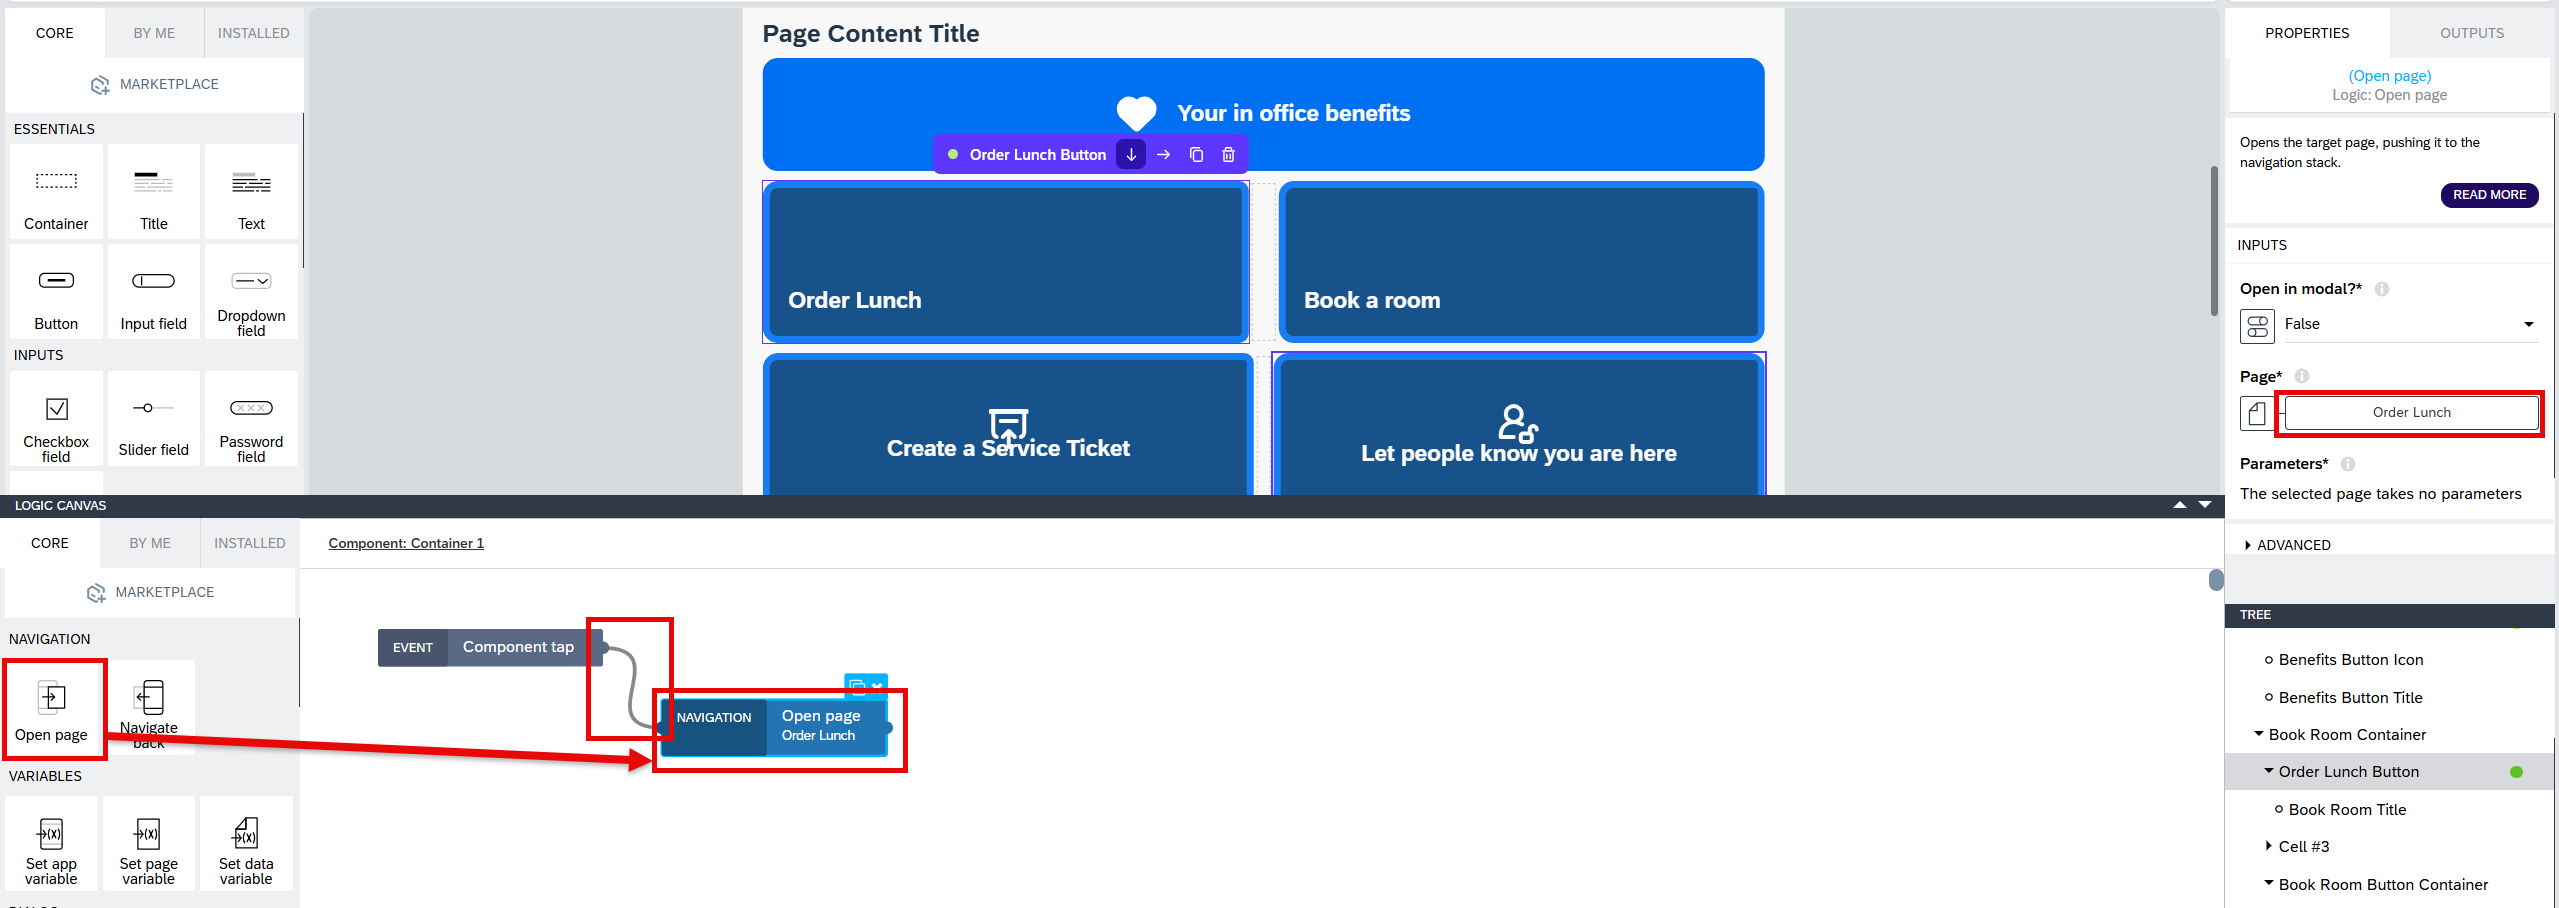 CORE
BY ME
INSTALLED
MARKETPLACE
ESSENTIALS
Container
Title
Text
Button
Input field
Dropdown
field
INPUTS
Checkbox
field
Slider field
Password
field
Page Content Title
Your in office benefits
Order Lunch Button
Order Lunch
Book a room
Create a Service Ticket
Let people know you are here
PROPERTIES
OUTPUTS
(Open page)
Logic: Open page
Opens the target page, pushing it to the
navigation stack.
READ MORE
INPUTS
Open in modal?*
False
Page*
Order Lunch
Parameters*
The selected page takes no parameters
ADVANCED
LOGIC CANVAS
CORE
BY ME
INSTALLED
MARKETPLACE
NAVIGATION
Open page
Navigate
back
VARIABLES
Set app
variable
Set page
variable
Set data
variable
Component: Container 1
EVENT
Component tap
NAVIGATION
Open page
Order Lunch
TREE
Benefits Button Icon
Benefits Button Title
Book Room Container
Order Lunch Button
Book Room Title
Cell #3
Book Room Button Container